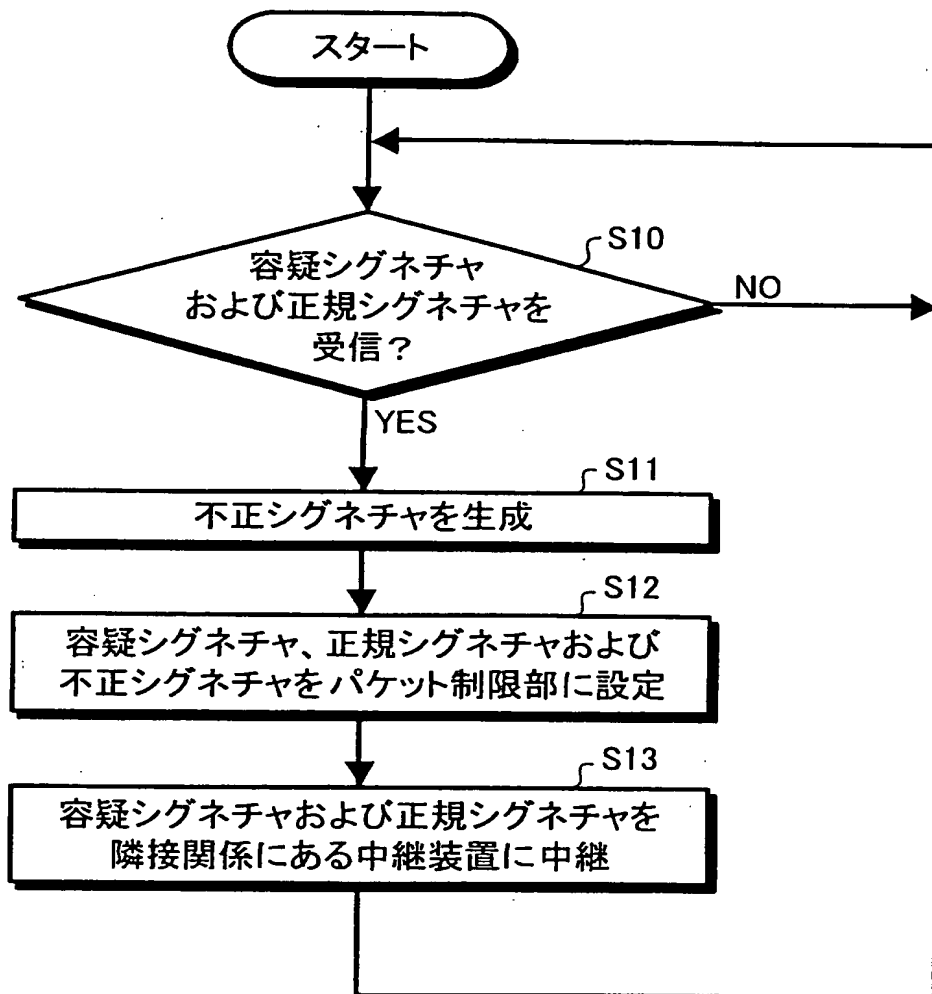 スタート
S10
容疑シグネチャ
および正規シグネチャを
受信?
NO
YES
S11
不正シグネチャを生成
S12
容疑シグネチャ、正規シグネチャおよび
不正シグネチャをパケット制限部に設定
S13
容疑シグネチャおよび正規シグネチャを
隣接関係にある中継装置に中継